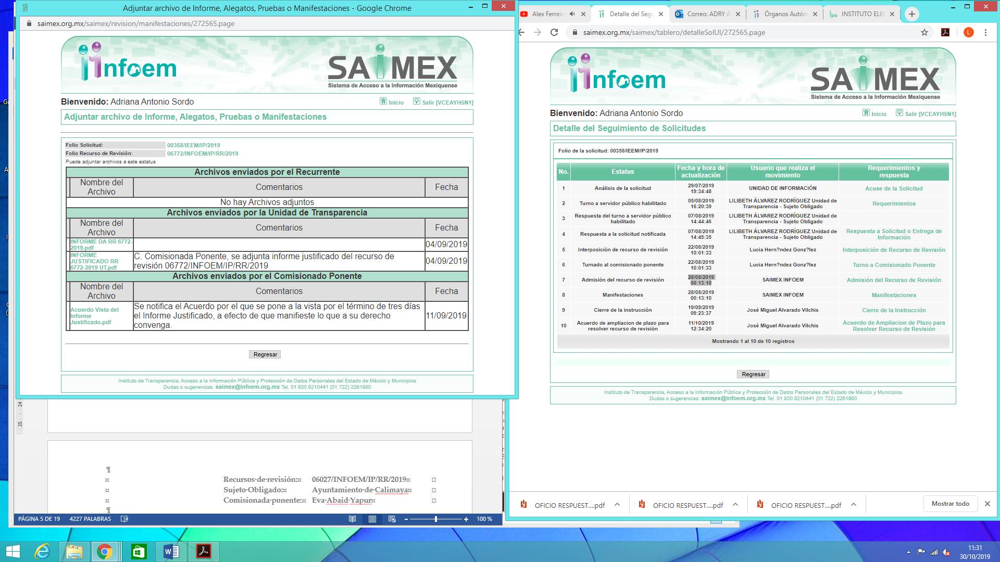 Adjuntar archivo de Informe, Alegatos, Pruebas o Manifestaciones - Google Chrome
saimex.org.mx/saimex/revision/manifestaciones/272565.page
infoem
SAIMEX
Sistema de Acceso a la Información Mexiquense
Bienvenido: Adriana Antonio Sordo
Inicio
Salir [VCEAYH5N1]
Adjuntar archivo de Informe, Alegatos, Pruebas o Manifestaciones
Folio Solicitud: 00358/IEEM/IP/2019
Folio Recurso de Revisión: 06772/INFOEM/IP/RR/2019
Puede adjuntar archivos a este estatus
Archivos enviados por el Recurrente
Nombre del Archivo Comentarios Fecha
No hay Archivos adjuntos
Archivos enviados por la Unidad de Transparencia
Nombre del Archivo Comentarios Fecha
INFORME DA RR 6772-2019.pdf 04/09/2019
INFORME JUSTIFICADO RR 6772-2019 UT.pdf C. Comisionada Ponente, se adjunta informe justificado del recurso de revisión 06772/INFOEM/IP/RR/2019 04/09/2019
Archivos enviados por el Comisionado Ponente
Nombre del Archivo Comentarios Fecha
Acuerdo Vista del Informe Justificado.pdf Se notifica el Acuerdo por el que se pone a la vista por el término de tres días el Informe Justificado, a efecto de que manifieste lo que a su derecho convenga. 11/09/2019
Regresar
Instituto de Transparencia, Acceso a la Información Pública y Protección de Datos Personales del Estado de México y Municipios
Dudas o sugerencias: saimex@infoem.org.mx Tel. 01 800 8210441 (01 722) 2261980
24
25
Recursos·de·revisión:¤ 06027/INFOEM/IP/RR/2019¤
Sujeto·Obligado:¤ Ayuntamiento·de·Calimaya¤
Comisionada·ponente:¤ Eva·Abaid·Yapur¤
PÁGINA 5 DE 19 4227 PALABRAS 100 %
Alex Ferreir
Detalle del Segu
Correo: ADRY A
Órganos Autón
INSTITUTO ELEC
saimex.org.mx/saimex/tablero/detalleSolUI/272565.page
L
infoem
SAIMEX
Sistema de Acceso a la Información Mexiquense
Bienvenido: Adriana Antonio Sordo
Inicio
Salir [VCEAYH5N1]
Detalle del Seguimiento de Solicitudes
Folio de la solicitud: 00358/IEEM/IP/2019
No. Estatus Fecha y hora de actualización Usuario que realiza el movimiento Requerimientos y respuesta
1 Análisis de la solicitud 29/07/2019 19:34:48 UNIDAD DE INFORMACIÓN Acuse de la Solicitud
2 Turno a servidor público habilitado 05/08/2019 16:20:39 LILIBETH ÁLVAREZ RODRÍGUEZ Unidad de Transparencia - Sujeto Obligado Requerimientos
3 Respuesta del turno a servidor público habilitado 07/08/2019 14:44:46 LILIBETH ÁLVAREZ RODRÍGUEZ Unidad de Transparencia - Sujeto Obligado
4 Respuesta a la solicitud notificada 07/08/2019 14:45:35 LILIBETH ÁLVAREZ RODRÍGUEZ Unidad de Transparencia - Sujeto Obligado Respuesta a Solicitud o Entrega de Información
5 Interposición de recurso de revisión 22/08/2019 10:01:33 Lucia Hern?ndez Gonz?lez Interposición de Recurso de Revisión
6 Turnado al comisionado ponente 22/08/2019 10:01:33 Lucia Hern?ndez Gonz?lez Turno a Comisionado Ponente
7 Admisión del recurso de revisión 28/08/2019 00:13:10 SAIMEX INFOEM Admisión del Recurso de Revisión
8 Manifestaciones 28/08/2019 00:13:10 SAIMEX INFOEM Manifestaciones
9 Cierre de la instrucción 19/09/2019 09:23:37 José Miguel Alvarado Vilchis Cierre de la Instrucción
10 Acuerdo de ampliacion de plazo para resolver recurso de revisión 11/10/2019 12:34:20 José Miguel Alvarado Vilchis Acuerdo de Ampliacion de Plazo para Resolver Recurso de Revisión
Mostrando 1 al 10 de 10 registros
Regresar
Instituto de Transparencia, Acceso a la Información Pública y Protección de Datos Personales del Estado de México y Municipios
Dudas o sugerencias: saimex@infoem.org.mx Tel. 01 800 8210441 (01 722) 2261980
OFICIO RESPUEST....pdf
OFICIO RESPUEST....pdf
OFICIO RESPUEST....pdf
Mostrar todo
11:31
30/10/2019